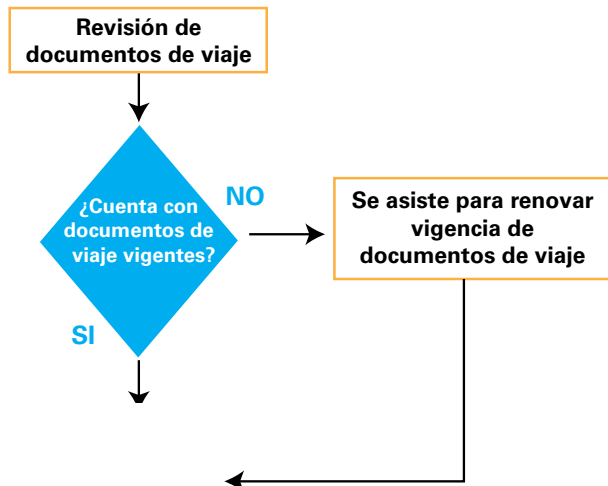 Revisión de
documentos de viaje
¿Cuenta con
documentos de
viaje vigentes?
NO
Se asiste para renovar
vigencia de
documentos de viaje
SI